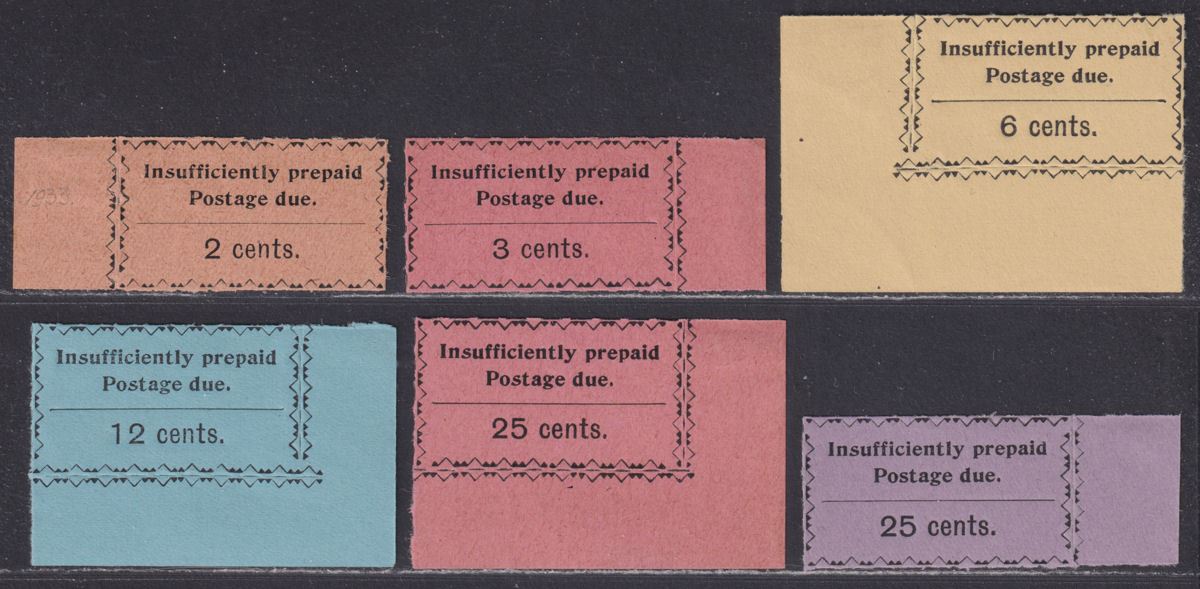 Insufficiently prepaid
Postage due.
6 cents.
1933.
Insufficiently prepaid
Postage due.
2 cents.
Insufficiently prepaid
Postage due.
3 cents.
Insufficiently prepaid
Postage due.
12 cents.
Insufficiently prepaid
Postage due.
25 cents.
Insufficiently prepaid
Postage due.
25 cents.